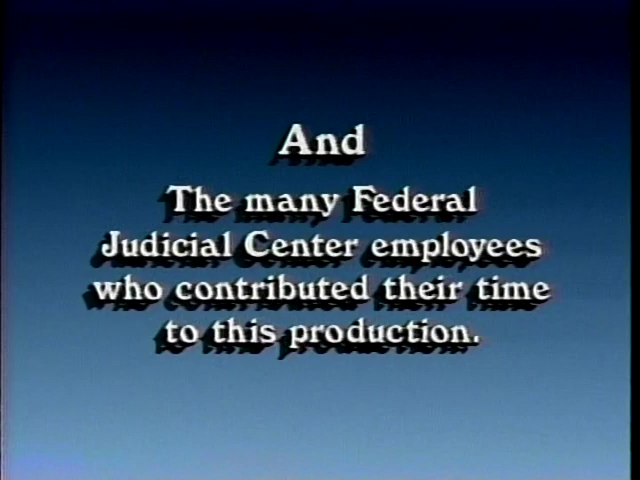 And
The many Federal
Judicial Center employees
who contributed their time
to this production.